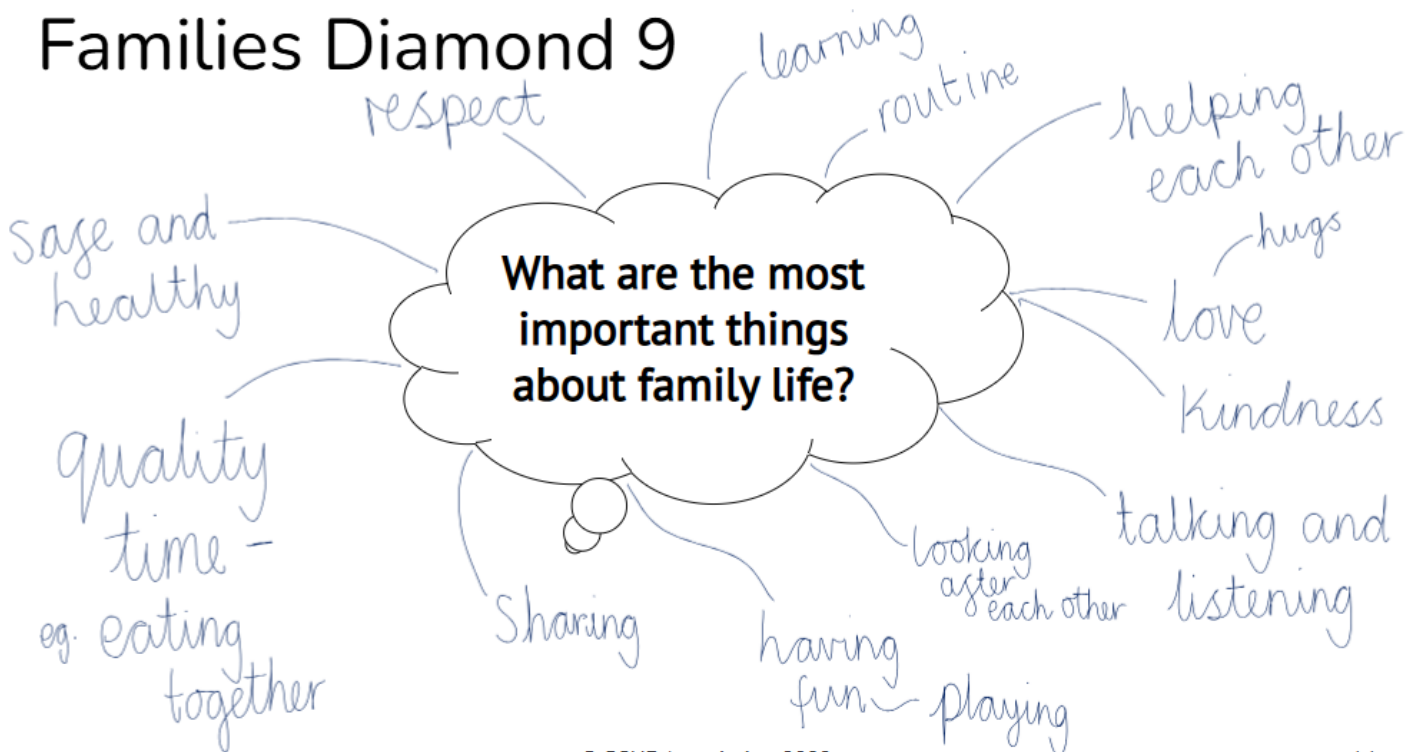 Families Diamond 9
learning
routine
respect
helping
each other
safe and
healthy
hugs
What are the most
important things
about family life?
love
kindness
quality
time -
eg. eating
together
talking and
listening
looking
after
each other
Sharing
having
fun
playing